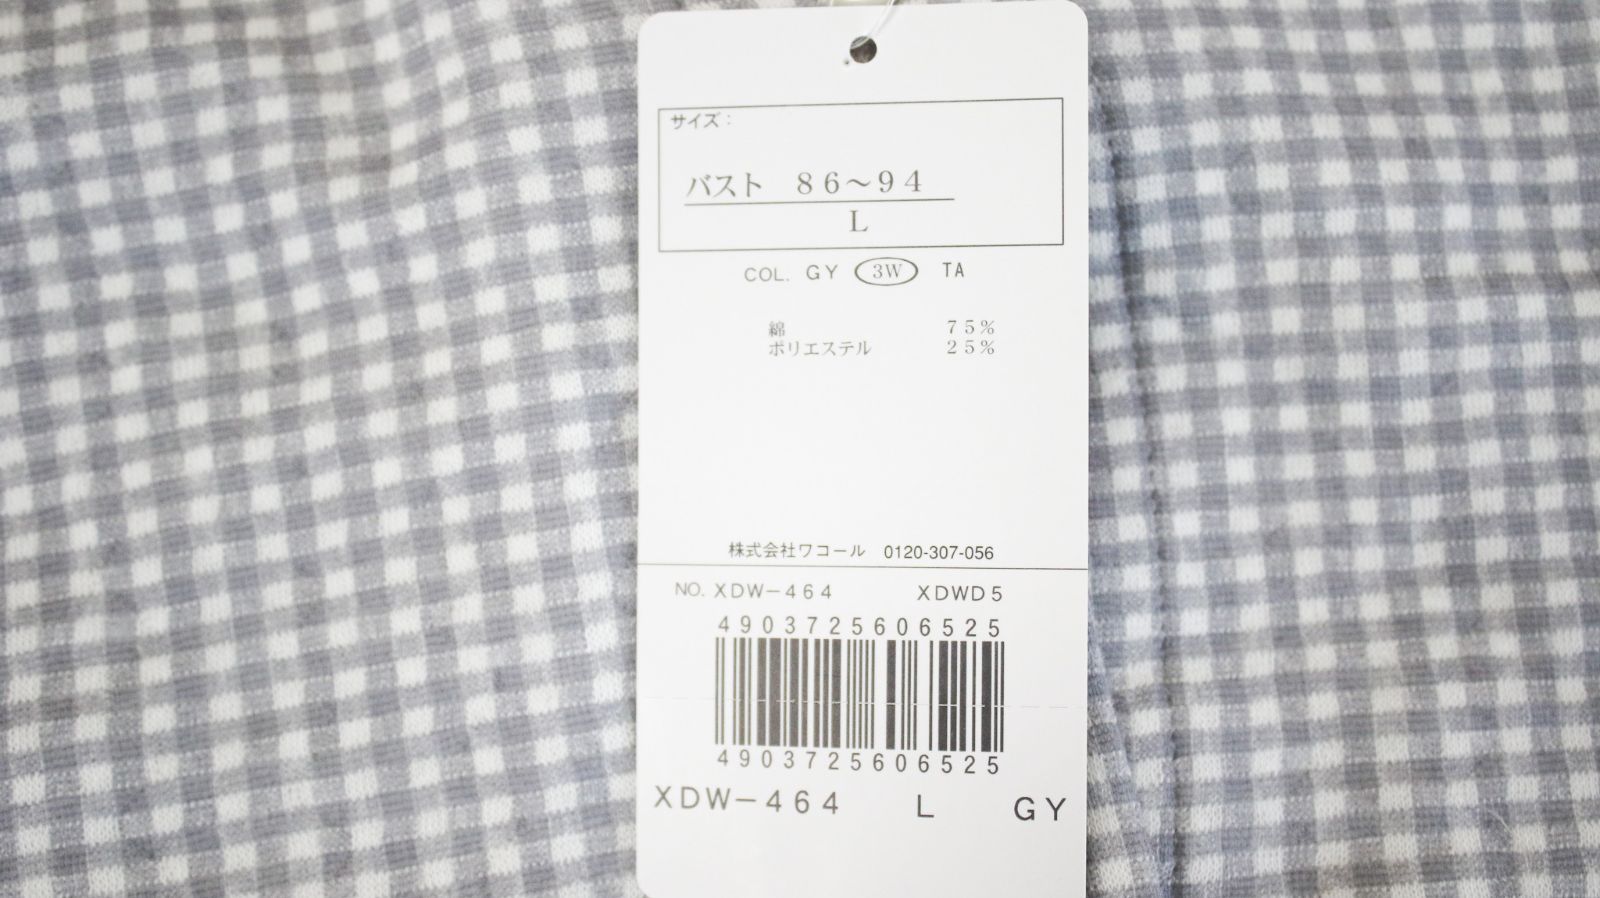 サイズ：
バスト　８６～９４
L
COL. GY 3W TA
綿 ７５％
ポリエステル ２５％
株式会社ワコール 0120-307-056
NO. XDW－４６４ XDWD５
4903725606525
4903725606525
XDW－４６４ L GY